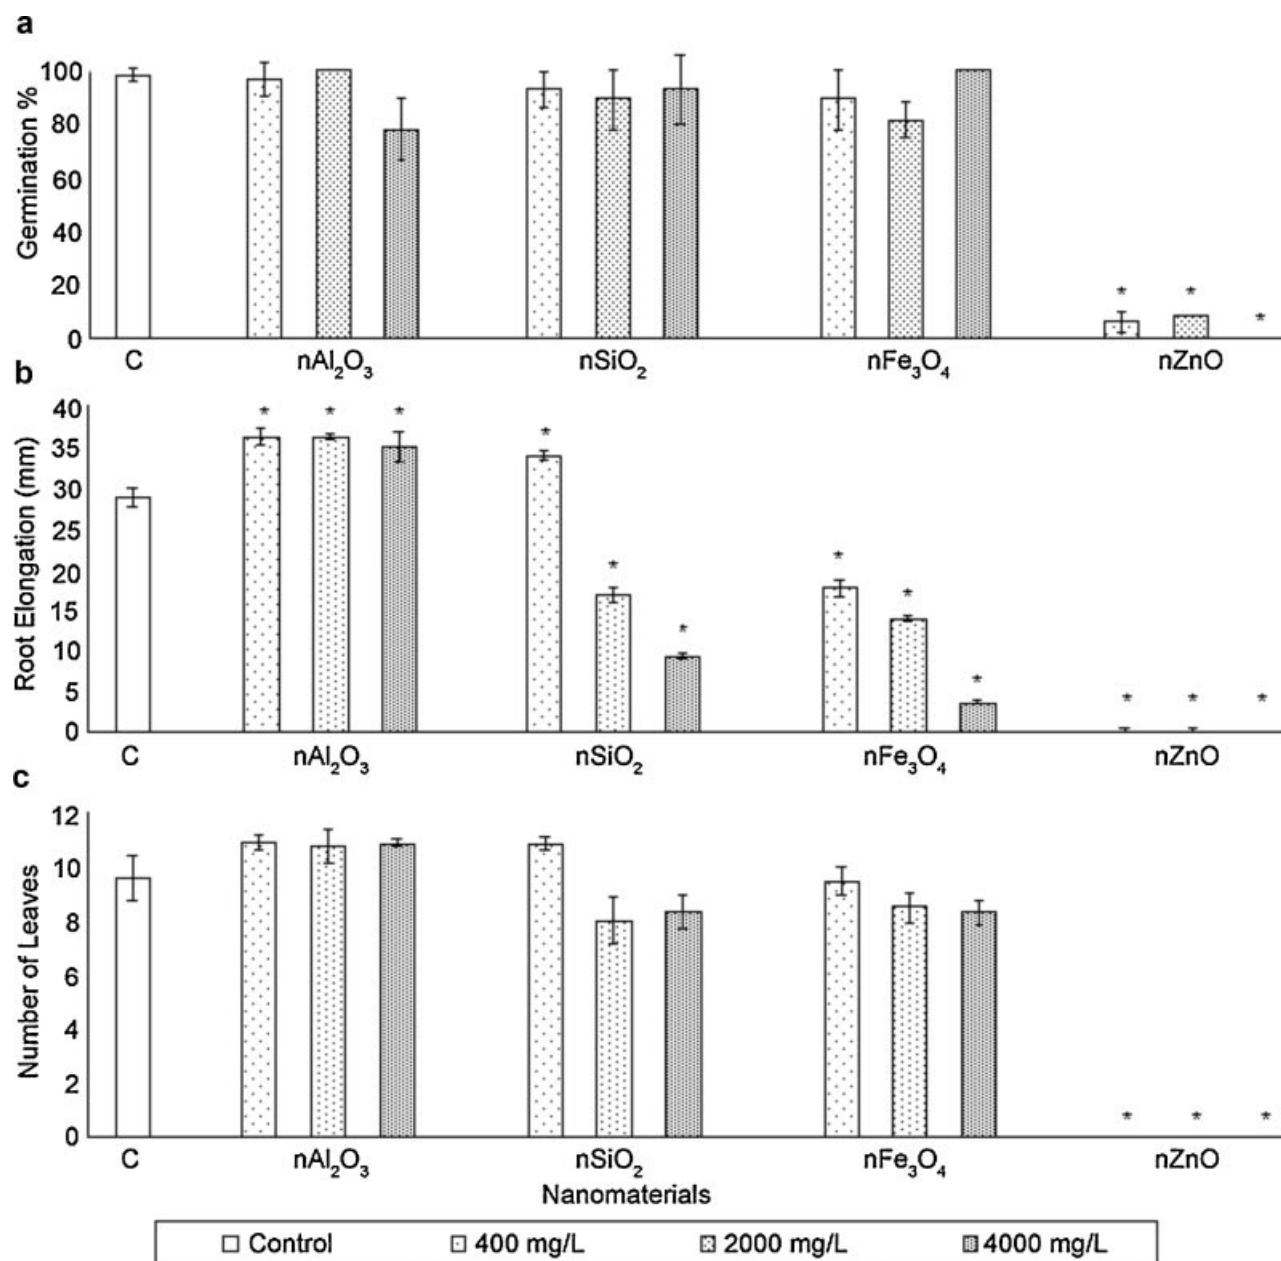 a
Germination %
100
80
60
40
20
0
* * *
C nAl₂O₃ nSiO₂ nFe₃O₄ nZnO
b
Root Elongation (mm)
40
35
30
25
20
15
10
5
0
* * * * * * * * * * * *
C nAl₂O₃ nSiO₂ nFe₃O₄ nZnO
c
Number of Leaves
12
10
8
6
4
2
0
* * *
C nAl₂O₃ nSiO₂ nFe₃O₄ nZnO
Nanomaterials
Control 400 mg/L 2000 mg/L 4000 mg/L